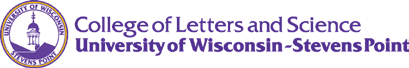 UNIVERSITY OF WISCONSIN
STEVENS POINT
College of Letters and Science
University of Wisconsin-Stevens Point